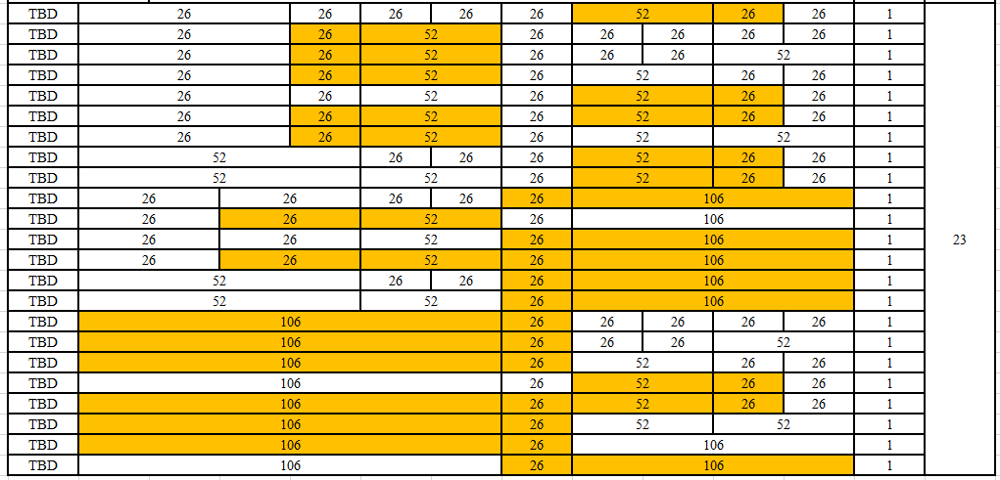 TBD 26 26 26 26 26 52 26 26 1
TBD 26 26 52 26 26 26 26 26 1
TBD 26 26 52 26 26 26 52 1
TBD 26 26 52 26 52 26 26 1
TBD 26 26 52 26 52 26 26 1
TBD 26 26 52 26 52 26 26 1
TBD 26 26 52 26 52 52 1
TBD 52 26 26 26 52 26 26 1
TBD 52 52 26 52 26 26 1
TBD 26 26 26 26 26 106 1
TBD 26 26 52 26 106 1
TBD 26 26 52 26 106 1 23
TBD 26 26 52 26 106 1
TBD 52 26 26 26 106 1
TBD 52 52 26 106 1
TBD 106 26 26 26 26 26 1
TBD 106 26 26 26 52 1
TBD 106 26 52 26 26 1
TBD 106 26 52 26 26 1
TBD 106 26 52 26 26 1
TBD 106 26 52 52 1
TBD 106 26 106 1
TBD 106 26 106 1